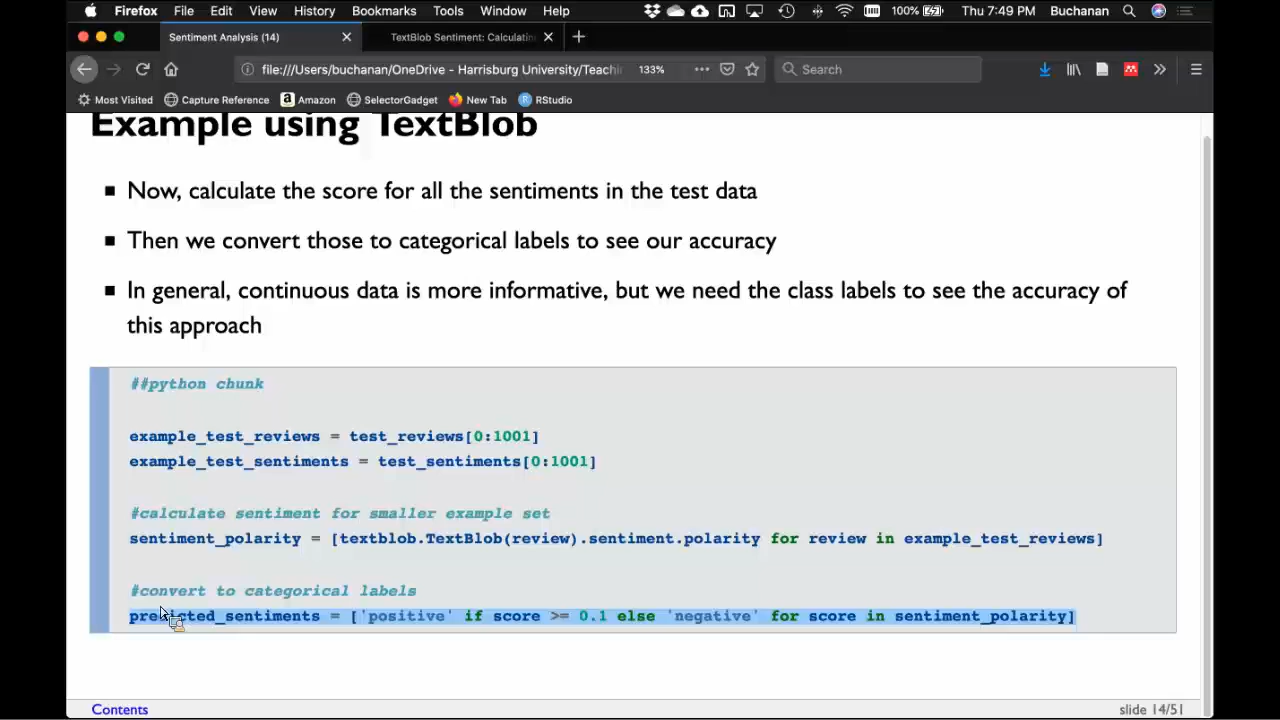 Firefox File Edit View History Bookmarks Tools Window Help 100% Thu 7:49 PM Buchanan
Sentiment Analysis (14) TextBlob Sentiment: Calculatin
file:///Users/buchanan/OneDrive - Harrisburg University/Teachi 133% Search
Most Visited Capture Reference Amazon SelectorGadget New Tab RStudio
Example using TextBlob
Now, calculate the score for all the sentiments in the test data
Then we convert those to categorical labels to see our accuracy
In general, continuous data is more informative, but we need the class labels to see the accuracy of
this approach
##python chunk
example_test_reviews = test_reviews[0:1001]
example_test_sentiments = test_sentiments[0:1001]
#calculate sentiment for smaller example set
sentiment_polarity = [textblob.TextBlob(review).sentiment.polarity for review in example_test_reviews]
#convert to categorical labels
predicted_sentiments = ['positive' if score >= 0.1 else 'negative' for score in sentiment_polarity]
Contents slide 14/51